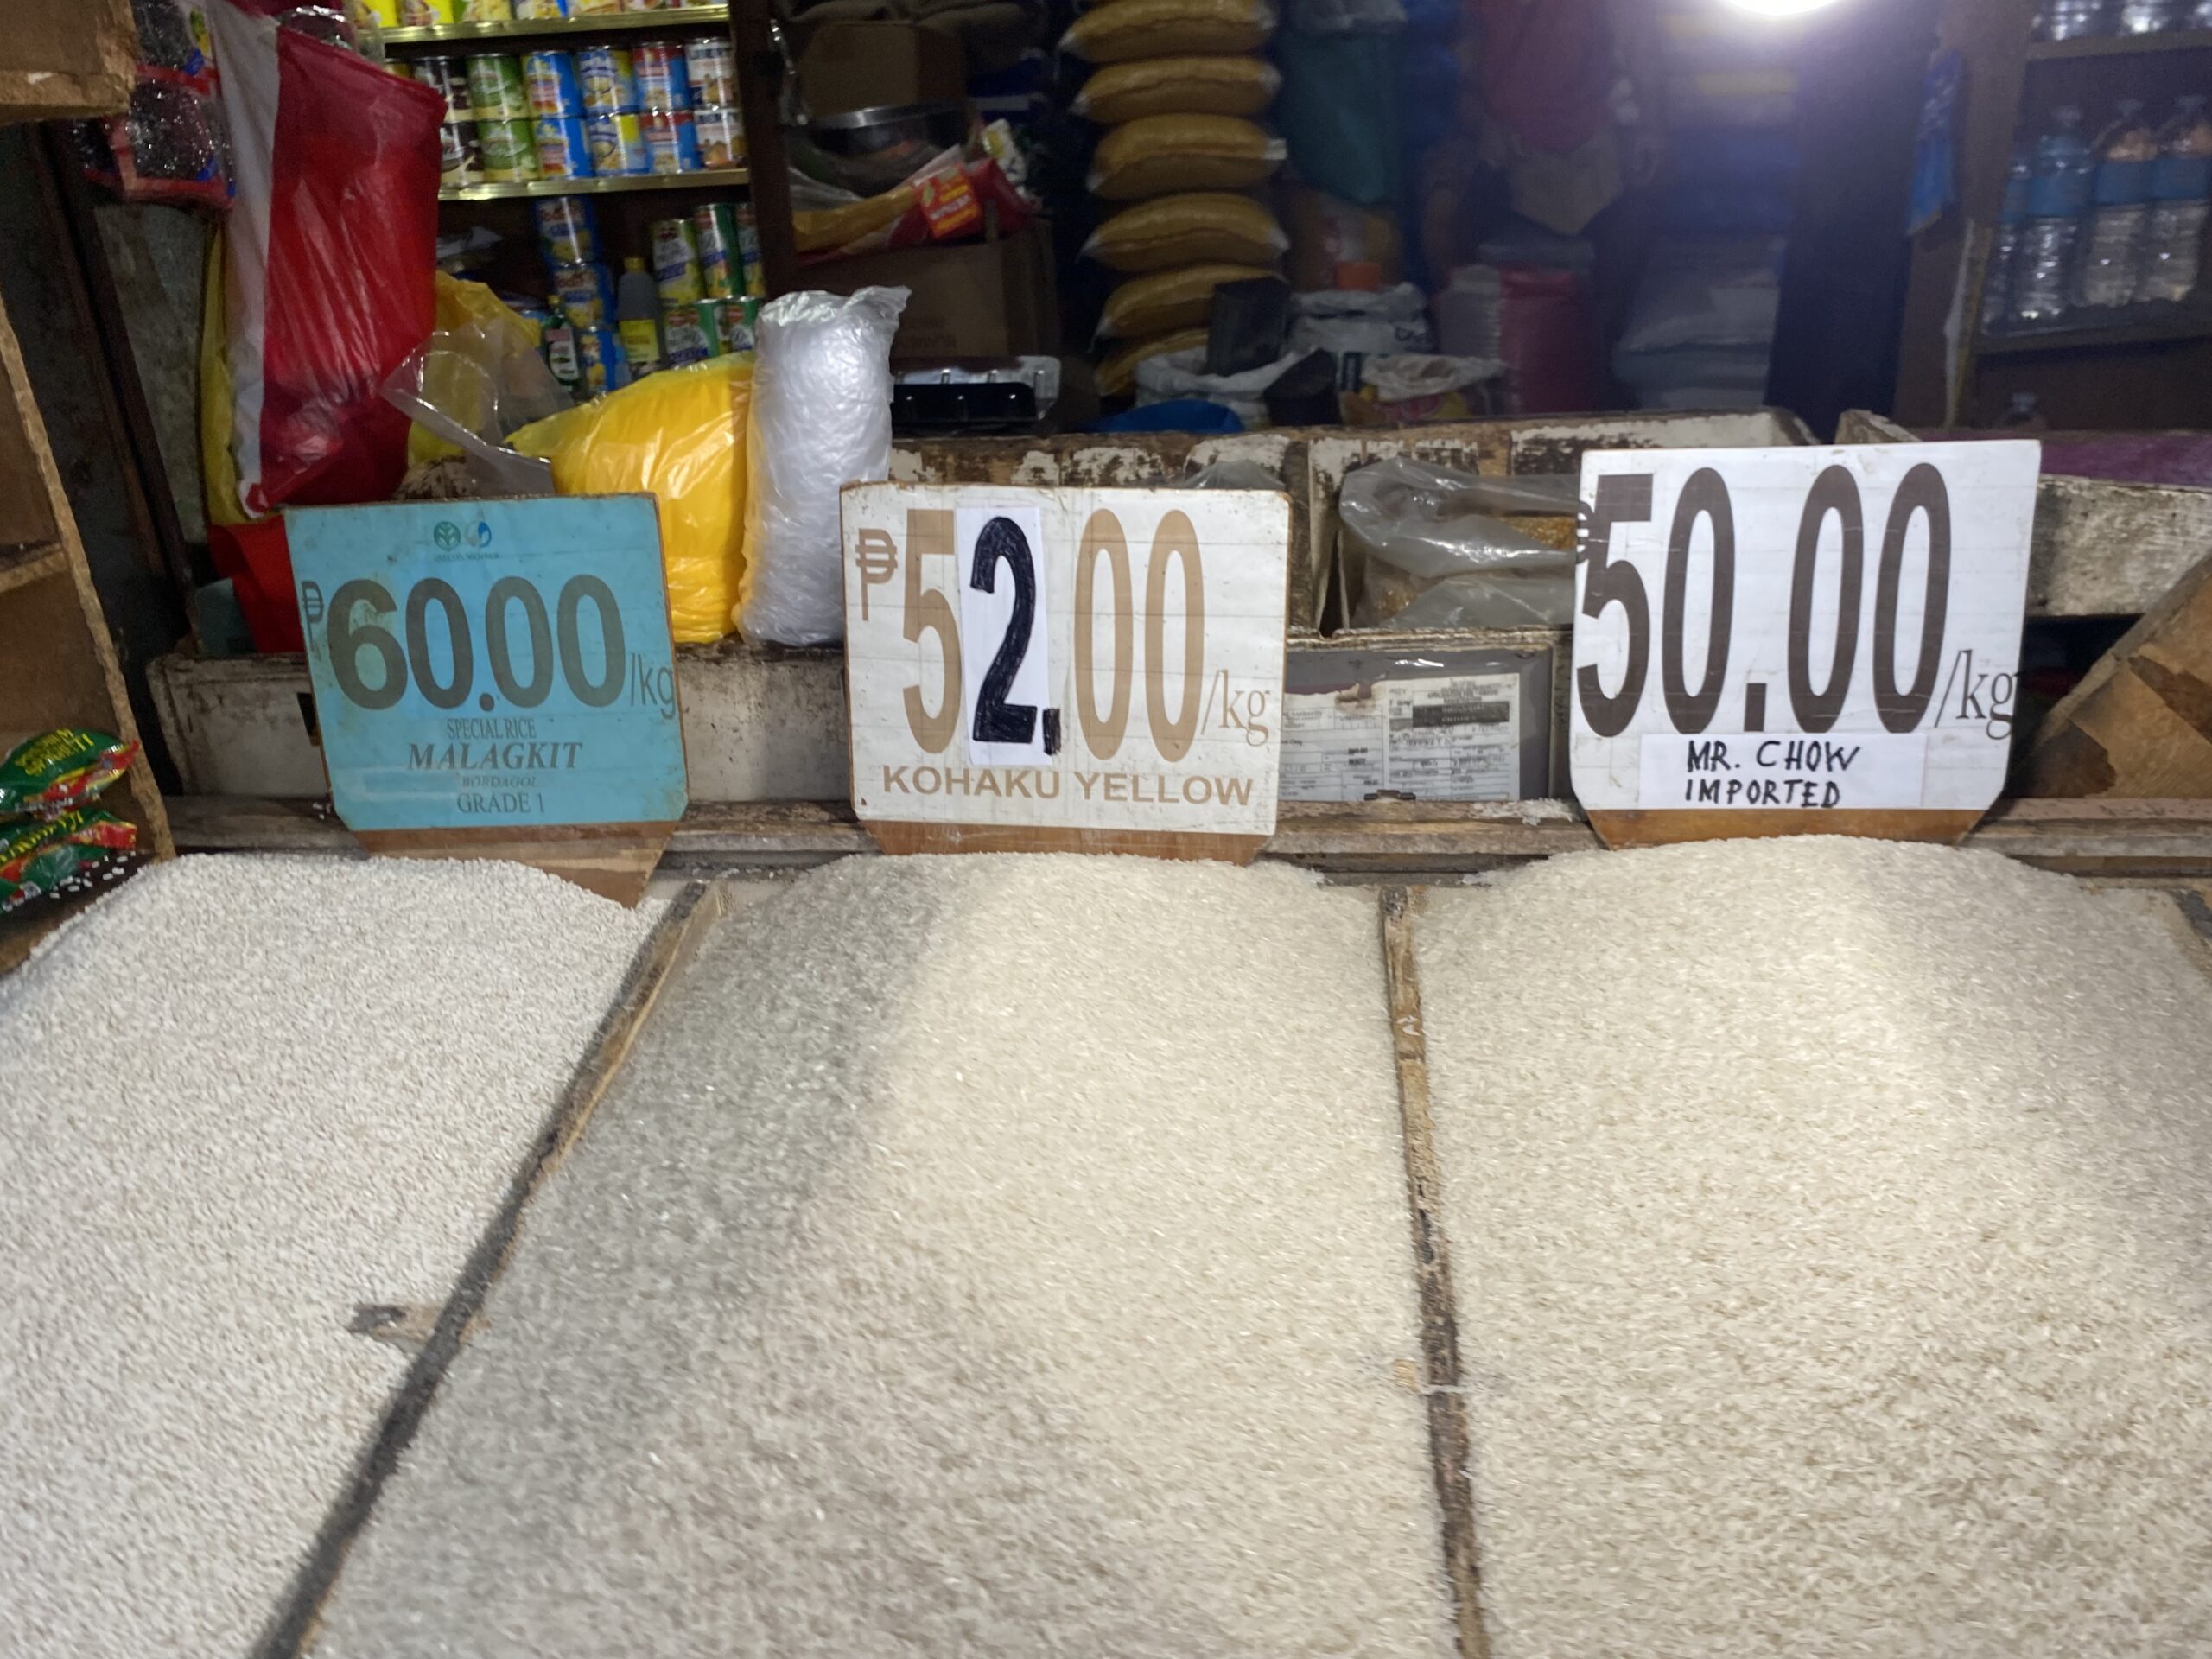 ₱60.00/kg
SPECIAL RICE
MALAGKIT
BORDAGOL
GRADE 1
₱52.00/kg
KOHAKU YELLOW
₱50.00/kg
MR. CHOW
IMPORTED